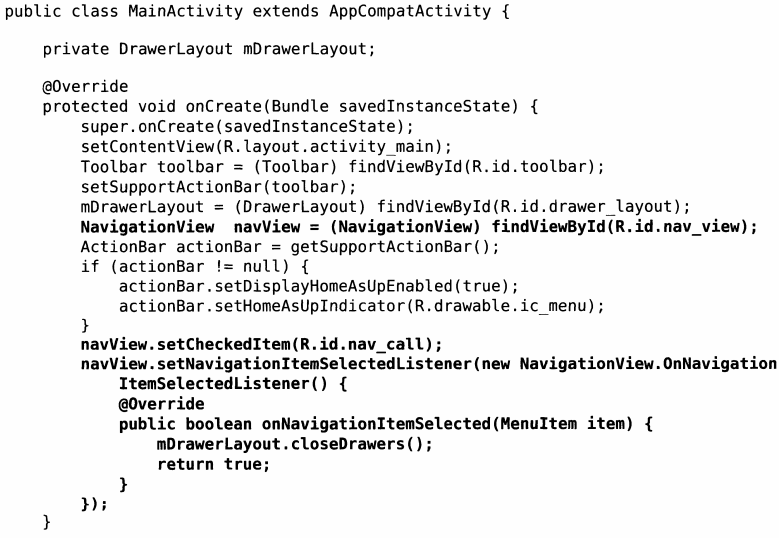 public class MainActivity extends AppCompatActivity {
    private DrawerLayout mDrawerLayout;
    @Override
    protected void onCreate(Bundle savedInstanceState) {
        super.onCreate(savedInstanceState);
        setContentView(R.layout.activity_main);
        Toolbar toolbar = (Toolbar) findViewById(R.id.toolbar);
        setSupportActionBar(toolbar);
        mDrawerLayout = (DrawerLayout) findViewById(R.id.drawer_layout);
        NavigationView  navView = (NavigationView) findViewById(R.id.nav_view);
        ActionBar actionBar = getSupportActionBar();
        if (actionBar != null) {
            actionBar.setDisplayHomeAsUpEnabled(true);
            actionBar.setHomeAsUpIndicator(R.drawable.ic_menu);
        }
        navView.setCheckedItem(R.id.nav_call);
        navView.setNavigationItemSelectedListener(new NavigationView.OnNavigation
            ItemSelectedListener() {
            @Override
            public boolean onNavigationItemSelected(MenuItem item) {
                mDrawerLayout.closeDrawers();
                return true;
            }
        });
    }